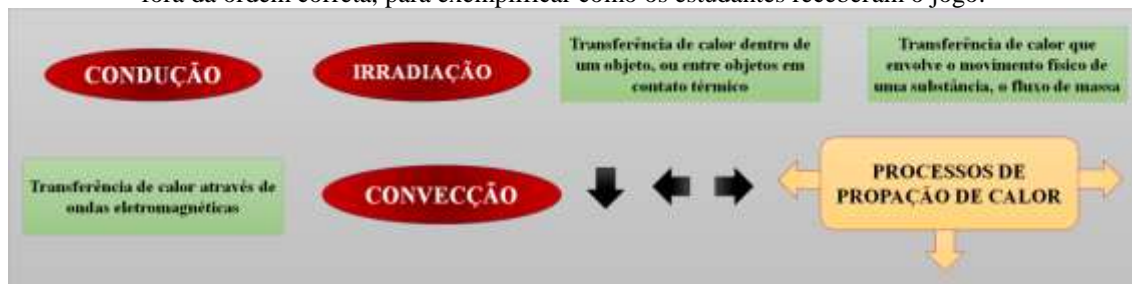 fora da ordem correta, para exemplificar como os estudantes receberam o jogo.
CONDUÇÃO
IRRADIAÇÃO
Transferência de calor dentro de
um objeto, ou entre objetos em
contato térmico
Transferência de calor que
envolve o movimento físico de
uma substância, o fluxo de massa
Transferência de calor através de
ondas eletromagnéticas
CONVECÇÃO
PROCESSOS DE
PROPAÇÃO DE CALOR